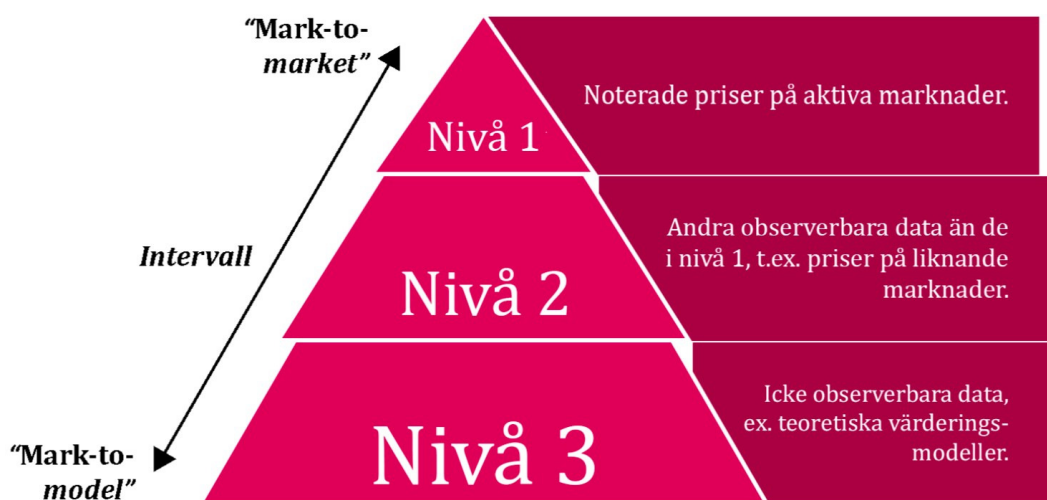 “Mark-to-
market”
Noterade priser på aktiva marknader.
Nivå 1
Intervall
Andra observerbara data än de
i nivå 1, t.ex. priser på liknande
marknader.
Nivå 2
Icke observerbara data,
ex. teoretiska värderings-
modeller.
Nivå 3
“Mark-to-
model”